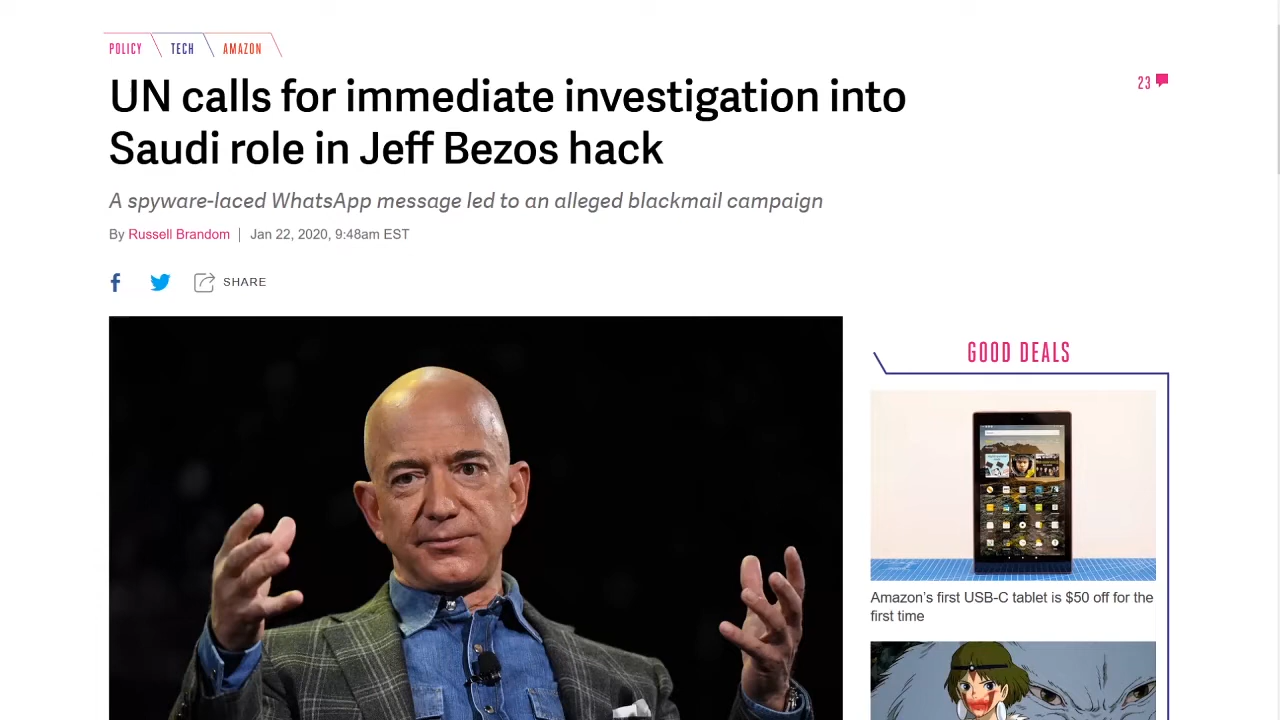 POLICY TECH AMAZON
UN calls for immediate investigation into
Saudi role in Jeff Bezos hack
23
A spyware-laced WhatsApp message led to an alleged blackmail campaign
By Russell Brandom | Jan 22, 2020, 9:48am EST
SHARE
GOOD DEALS
Amazon’s first USB-C tablet is $50 off for the
first time